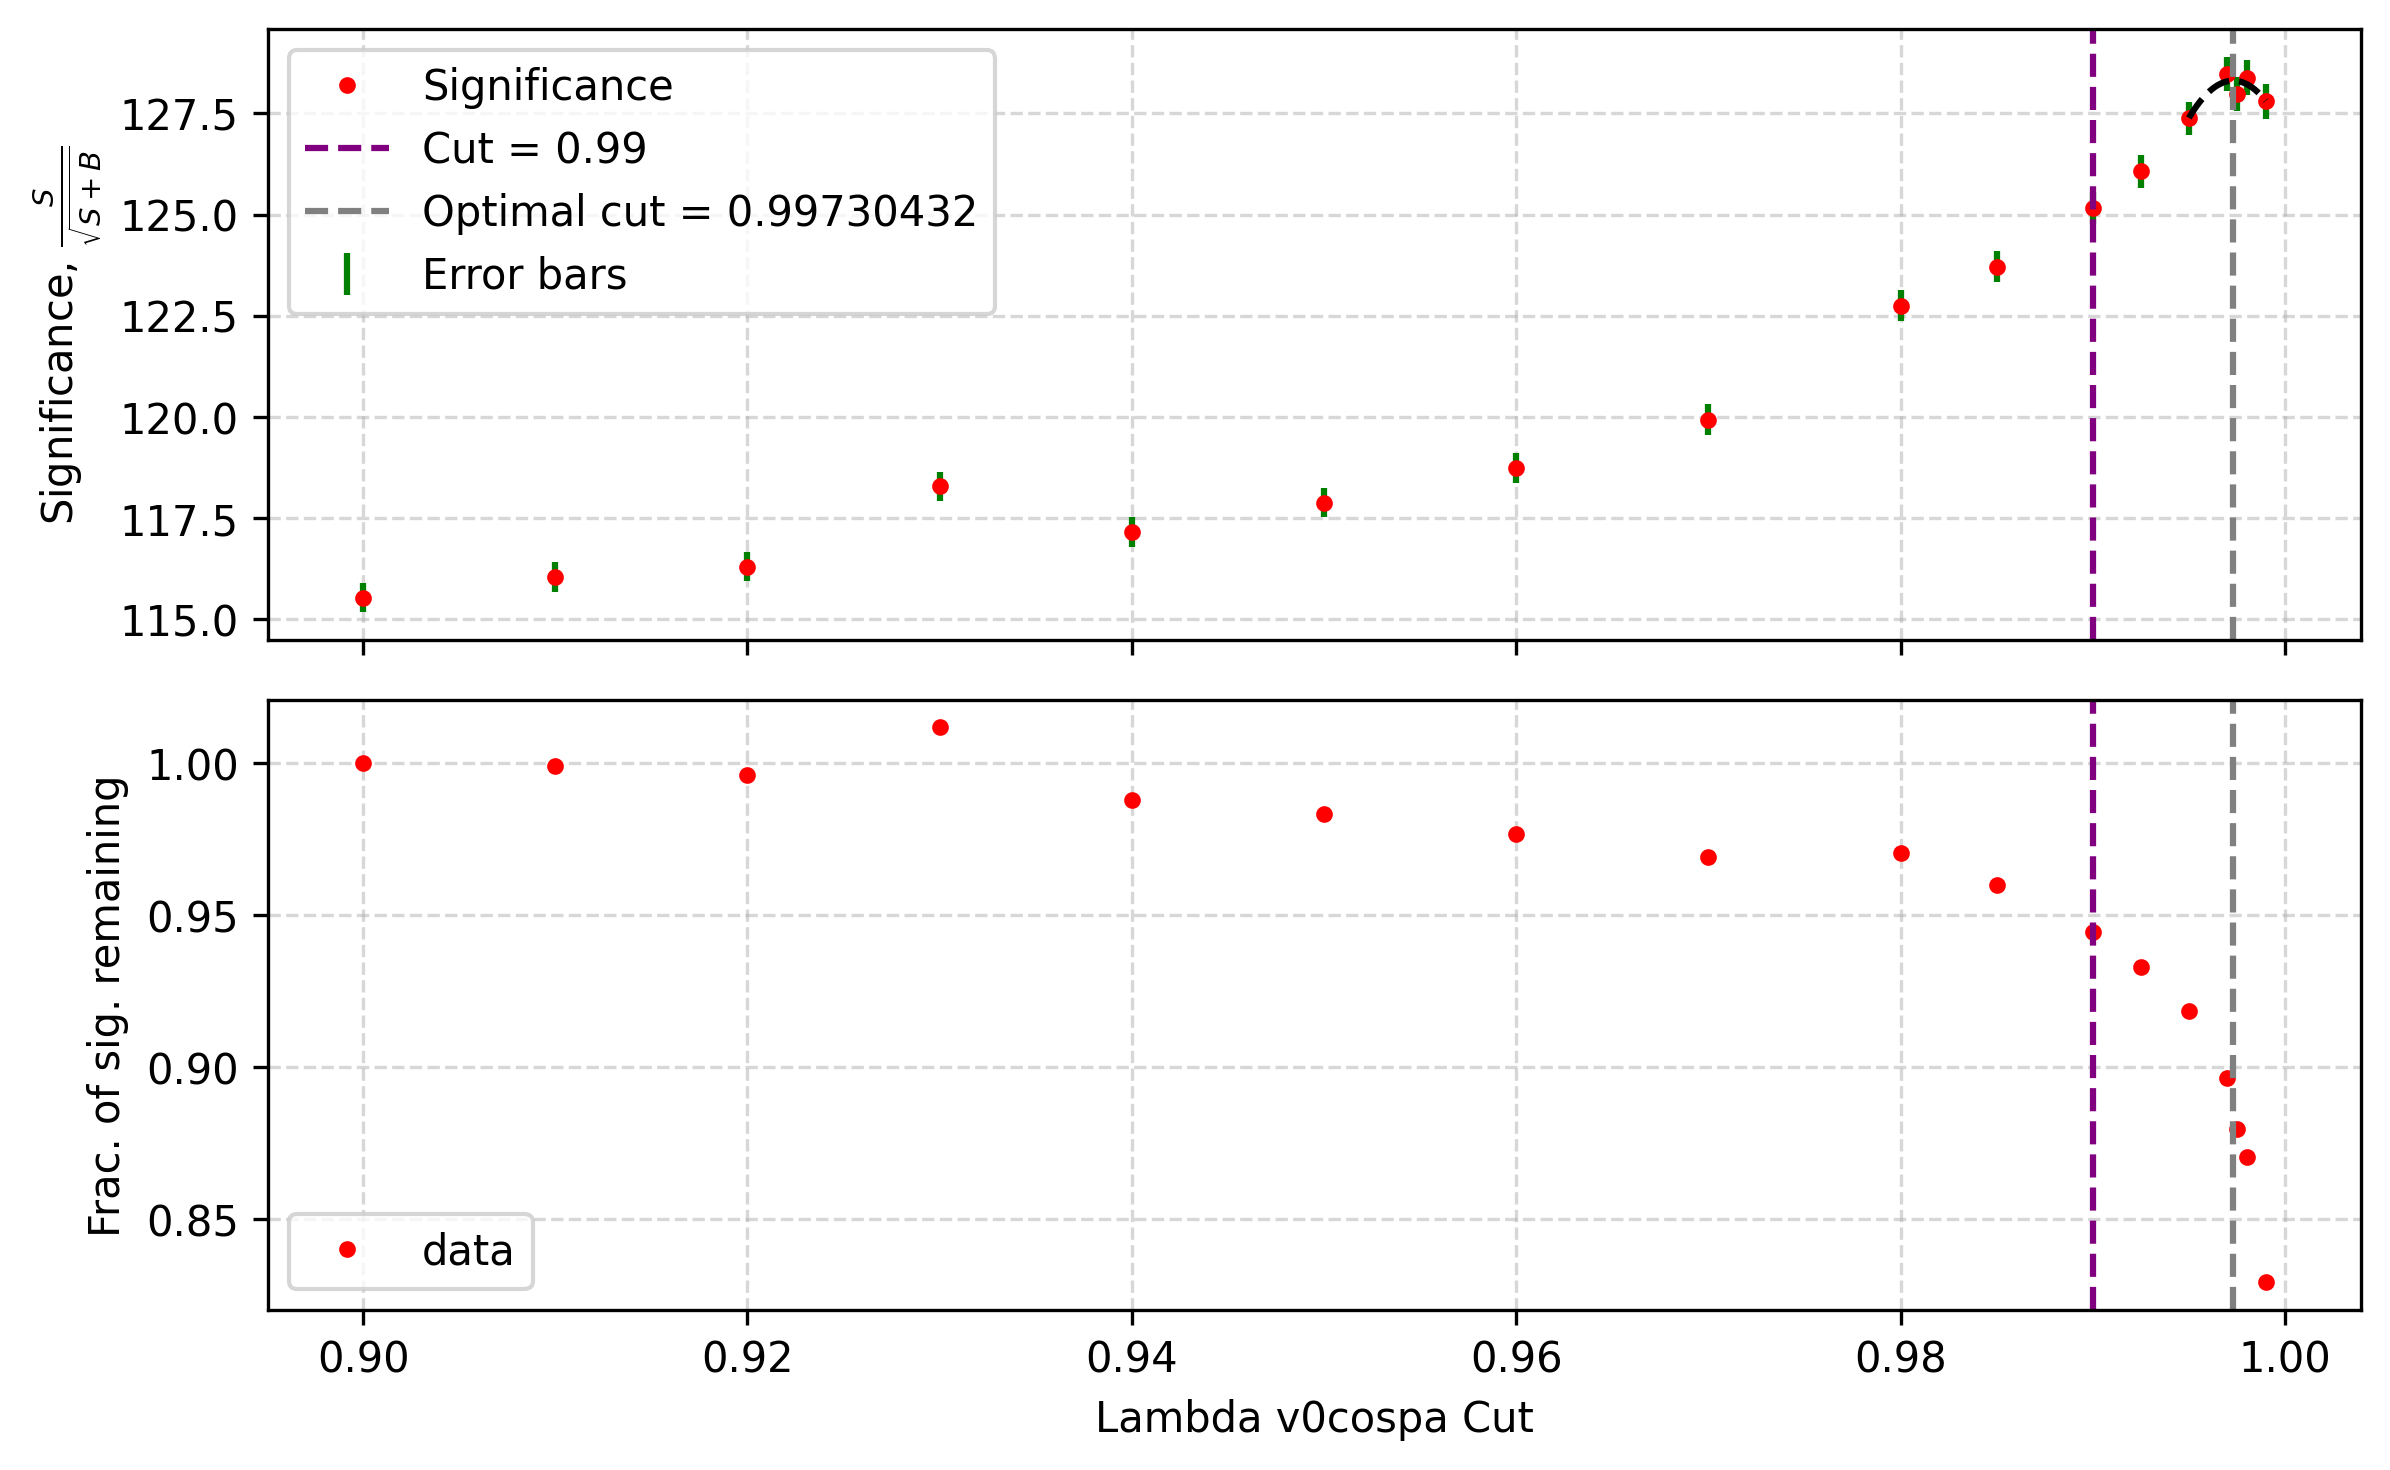 Significance, S / √S + B
127.5
125.0
122.5
120.0
117.5
115.0
Significance
Cut = 0.99
Optimal cut = 0.99730432
Error bars
Frac. of sig. remaining
1.00
0.95
0.90
0.85
data
0.90 0.92 0.94 0.96 0.98 1.00
Lambda v0cospa Cut